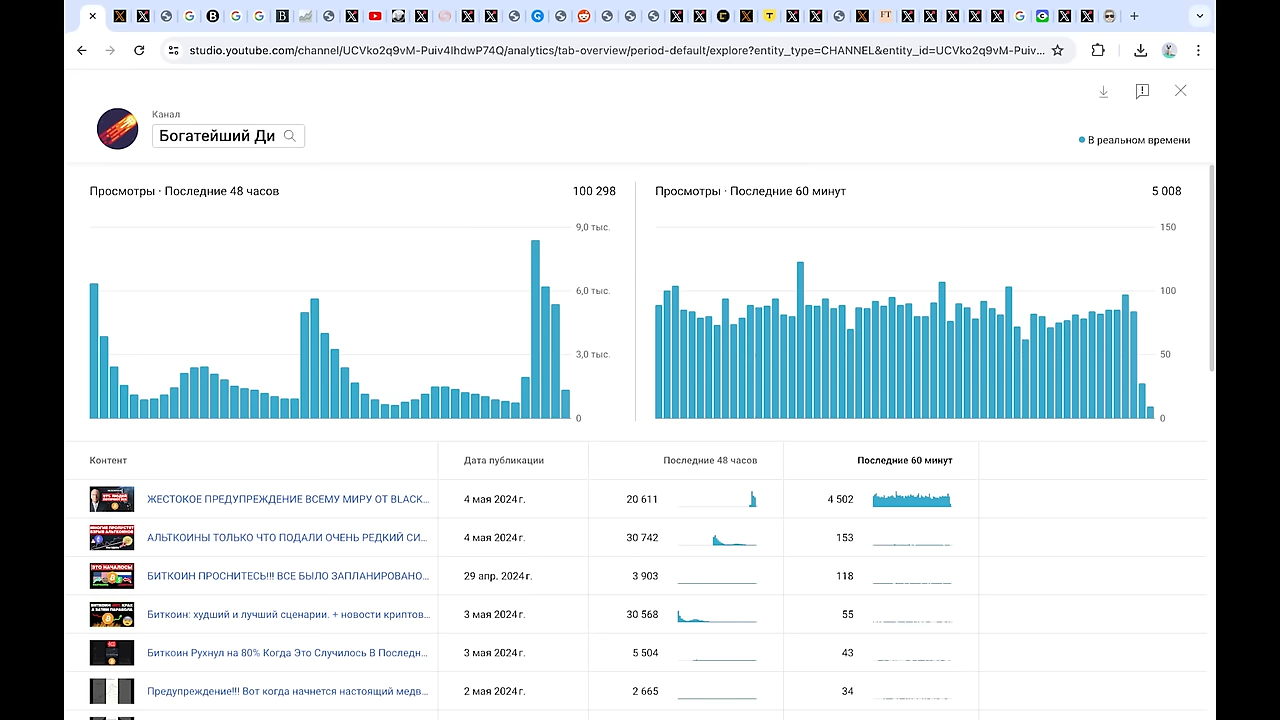 studio.youtube.com/channel/UCVko2q9vM-Puiv4IhdwP74Q/analytics/tab-overview/period-default/explore?entity_type=CHANNEL&entity_id=UCVko2q9vM-Puiv...
Канал
Богатейший Ди
В реальном времени
Просмотры · Последние 48 часов 100 298
9,0 тыс.
6,0 тыс.
3,0 тыс.
0
Просмотры · Последние 60 минут 5 008
150
100
50
0
Контент Дата публикации Последние 48 часов Последние 60 минут
ЖЕСТОКОЕ ПРЕДУПРЕЖДЕНИЕ ВСЕМУ МИРУ ОТ BLACK... 4 мая 2024 г. 20 611 4 502
АЛЬТКОИНЫ ТОЛЬКО ЧТО ПОДАЛИ ОЧЕНЬ РЕДКИЙ СИ... 4 мая 2024 г. 30 742 153
БИТКОИН ПРОСНИТЕСЬ!!! ВСЕ БЫЛО ЗАПЛАНИРОВАНО... 29 апр. 2024 г. 3 903 118
Биткоин: худший и лучший сценарии. + новости криптов... 3 мая 2024 г. 30 568 55
Биткоин Рухнул на 80% Когда Это Случилось В Последн... 3 мая 2024 г. 5 504 43
Предупреждение!!! Вот когда начнется настоящий медв... 2 мая 2024 г. 2 665 34